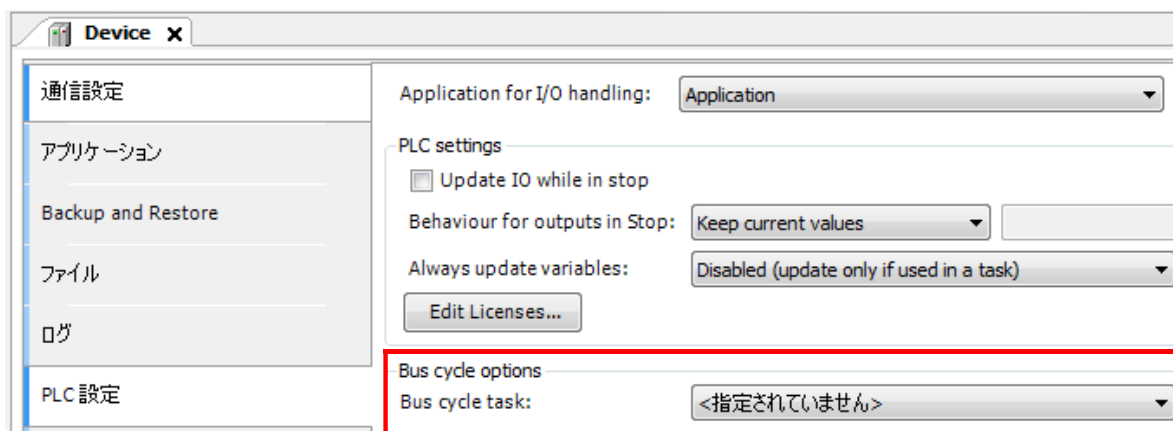 Device
通信設定
アプリケーション
Backup and Restore
ファイル
ログ
PLC 設定
Application for I/O handling: Application
PLC settings
Update IO while in stop
Behaviour for outputs in Stop: Keep current values
Always update variables: Disabled (update only if used in a task)
Edit Licenses...
Bus cycle options
Bus cycle task: <指定されていません>